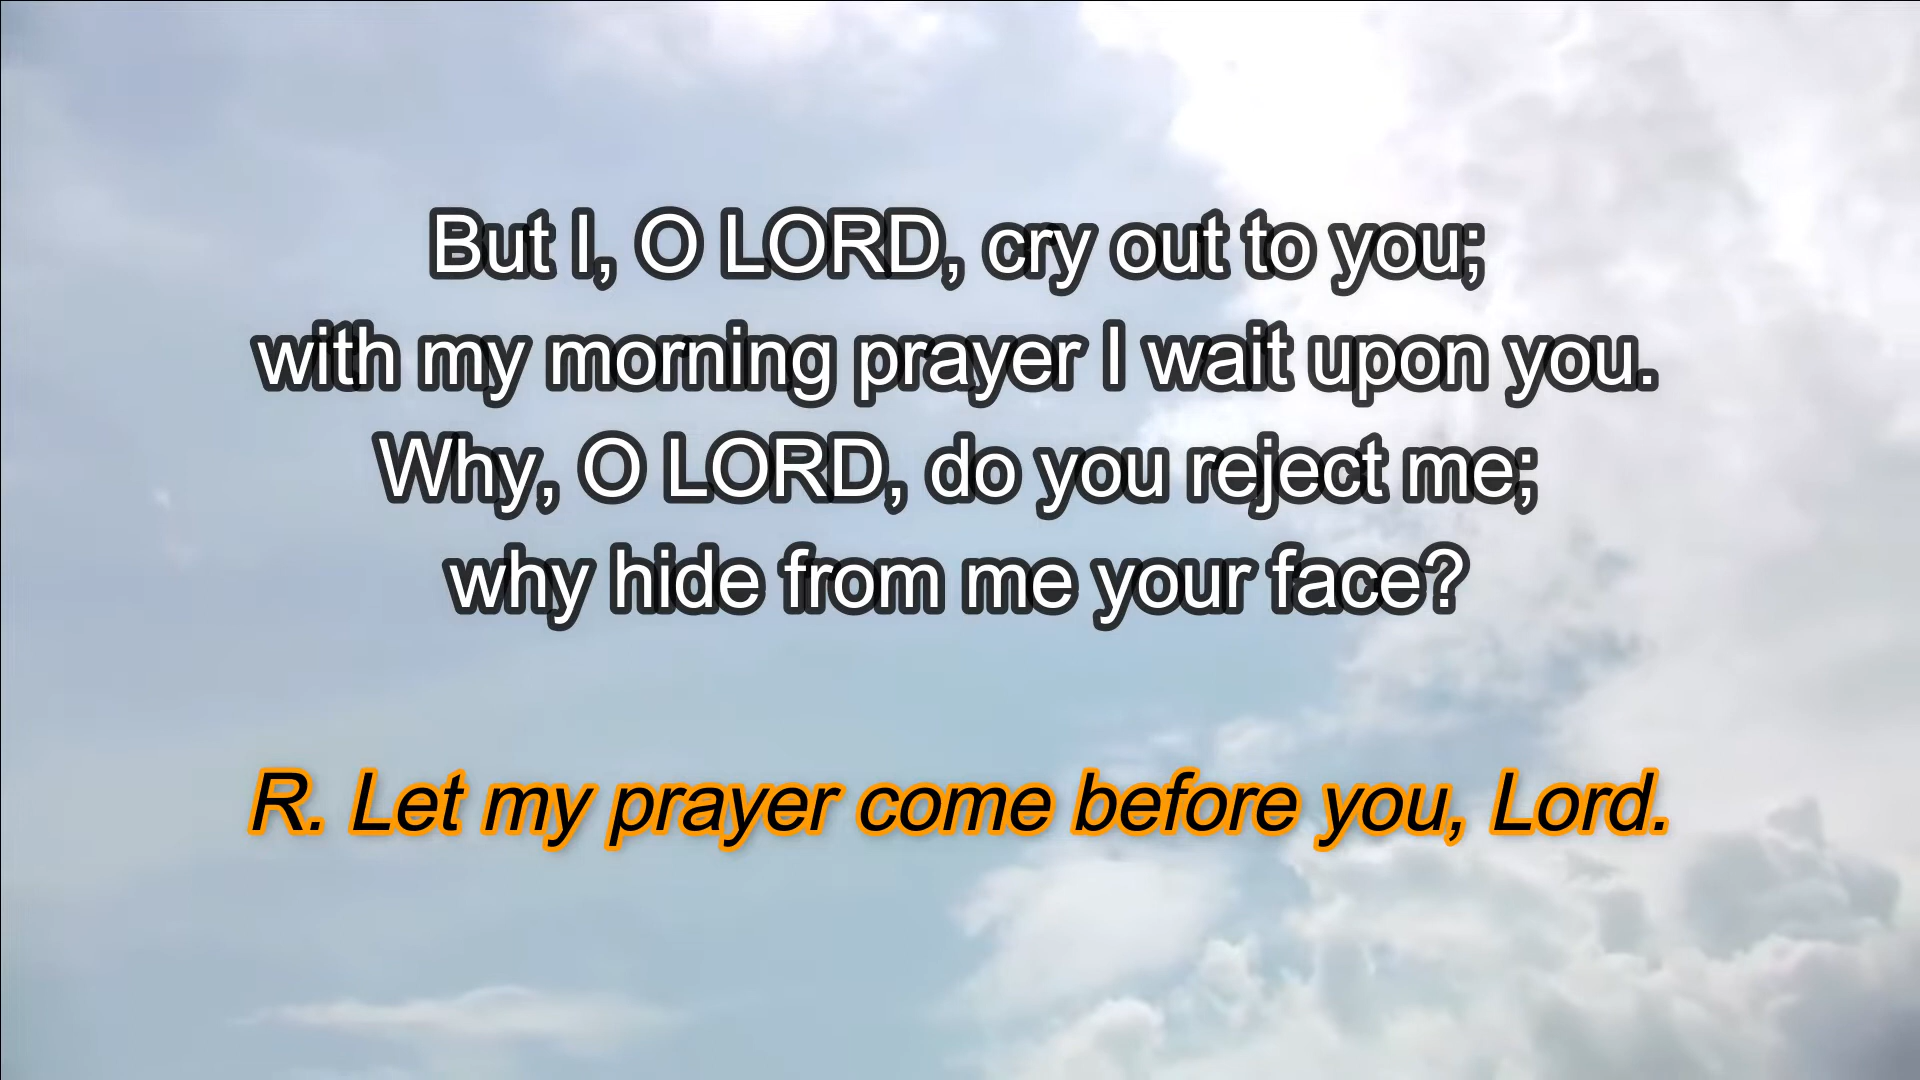 But I, O LORD, cry out to you;
with my morning prayer I wait upon you.
Why, O LORD, do you reject me;
why hide from me your face?
R. Let my prayer come before you, Lord.